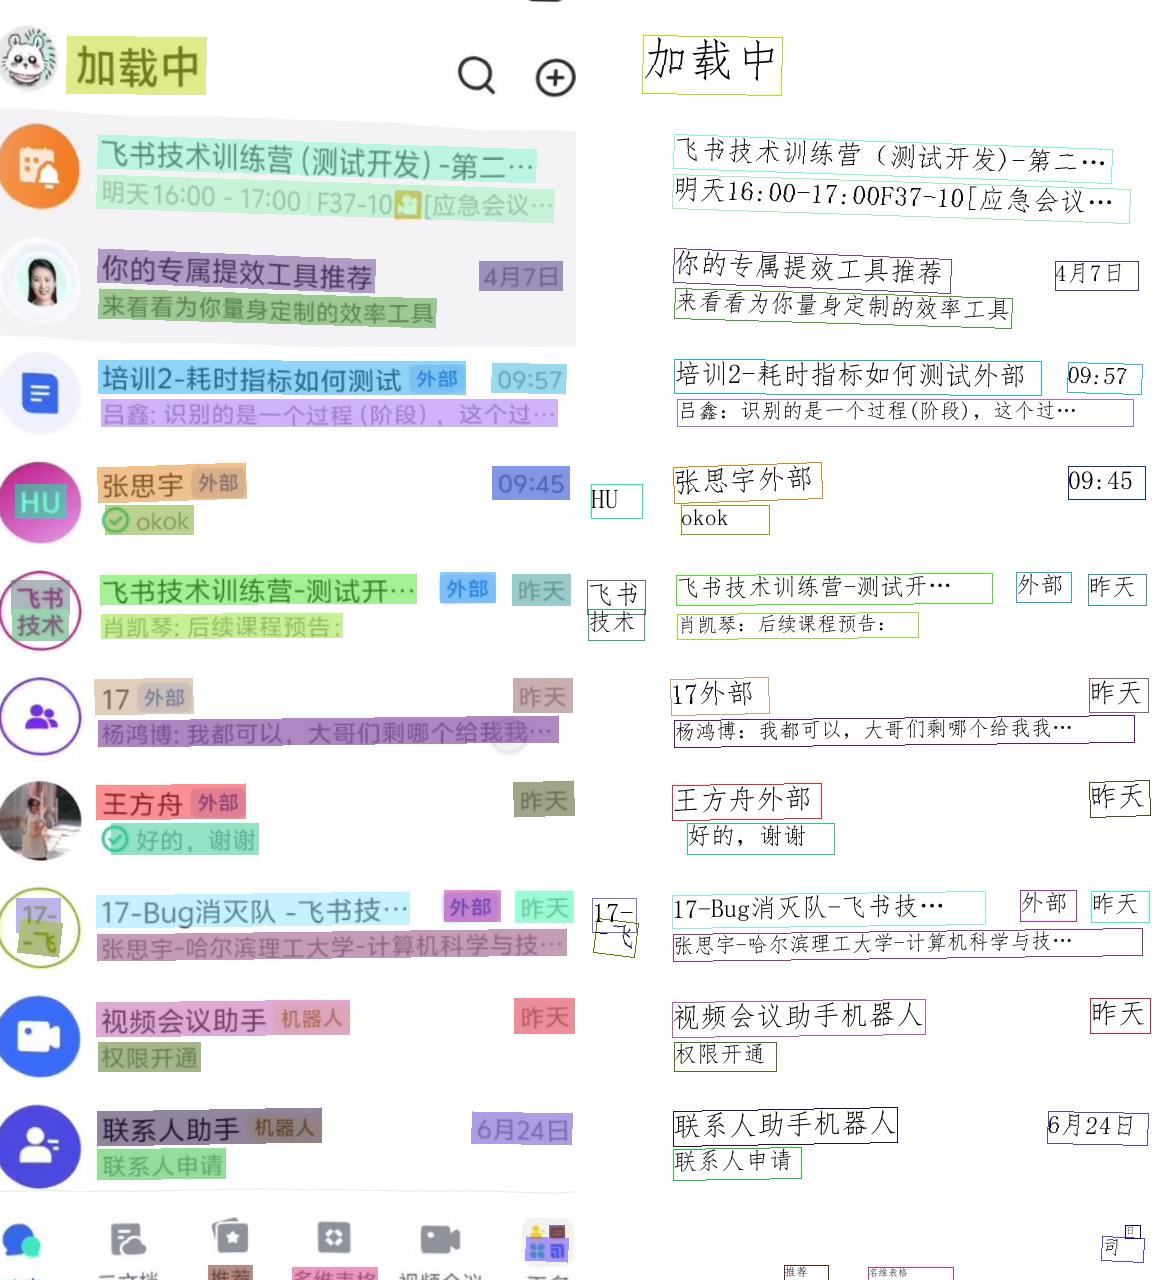 加载中
飞书技术训练营（测试开发）-第二…
明天16:00 - 17:00 F37-10 [应急会议…
你的专属提效工具推荐 4月7日
来看看为你量身定制的效率工具
培训2-耗时指标如何测试 外部 09:57
吕鑫: 识别的是一个过程 (阶段) ，这个过…
HU
张思宇 外部 09:45
okok
飞书
技术
飞书技术训练营-测试开… 外部 昨天
肖凯琴: 后续课程预告:
17 外部 昨天
杨鸿博: 我都可以，大哥们剩哪个给我我…
王方舟 外部 昨天
好的，谢谢
17-
-飞
17-Bug消灭队 -飞书技… 外部 昨天
张思宇-哈尔滨理工大学-计算机科学与技…
视频会议助手 机器人 昨天
权限开通
联系人助手 机器人 6月24日
联系人申请
云文档 推荐 多维表格 视频会议
加载中
飞书技术训练营（测试开发)-第二…
明天16:00-17:00F37-10[应急会议…
你的专属提效工具推荐 4月7日
来看看为你量身定制的效率工具
培训2-耗时指标如何测试外部 09:57
吕鑫: 识别的是一个过程(阶段)，这个过…
HU
张思宇外部 09:45
okok
飞书
技术
飞书技术训练营-测试开… 外部 昨天
肖凯琴: 后续课程预告:
17外部 昨天
杨鸿博: 我都可以，大哥们剩哪个给我我…
王方舟外部 昨天
好的，谢谢
17-
-飞
17-Bug消灭队-飞书技… 外部 昨天
张思宇-哈尔滨理工大学-计算机科学与技…
视频会议助手机器人 昨天
权限开通
联系人助手机器人 6月24日
联系人申请
日
司
推荐 名维表格